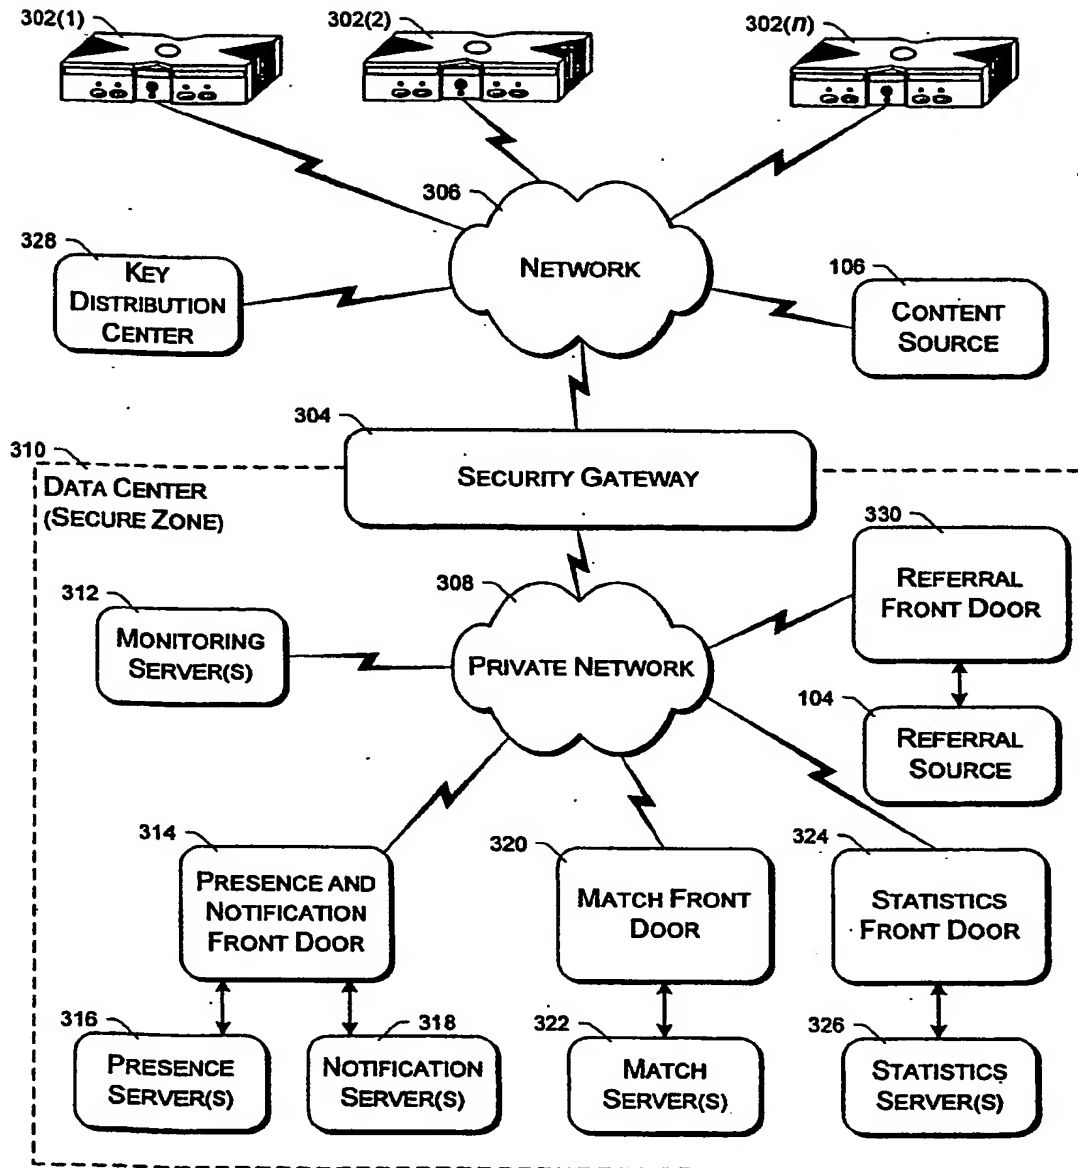 302(1)
302(2)
302(n)
306
NETWORK
328
KEY
DISTRIBUTION
CENTER
106
CONTENT
SOURCE
304
SECURITY GATEWAY
310
DATA CENTER
(SECURE ZONE)
330
REFERRAL
FRONT DOOR
308
PRIVATE NETWORK
312
MONITORING
SERVER(S)
104
REFERRAL
SOURCE
314
PRESENCE AND
NOTIFICATION
FRONT DOOR
320
MATCH FRONT
DOOR
324
STATISTICS
FRONT DOOR
316
PRESENCE
SERVER(S)
318
NOTIFICATION
SERVER(S)
322
MATCH
SERVER(S)
326
STATISTICS
SERVER(S)